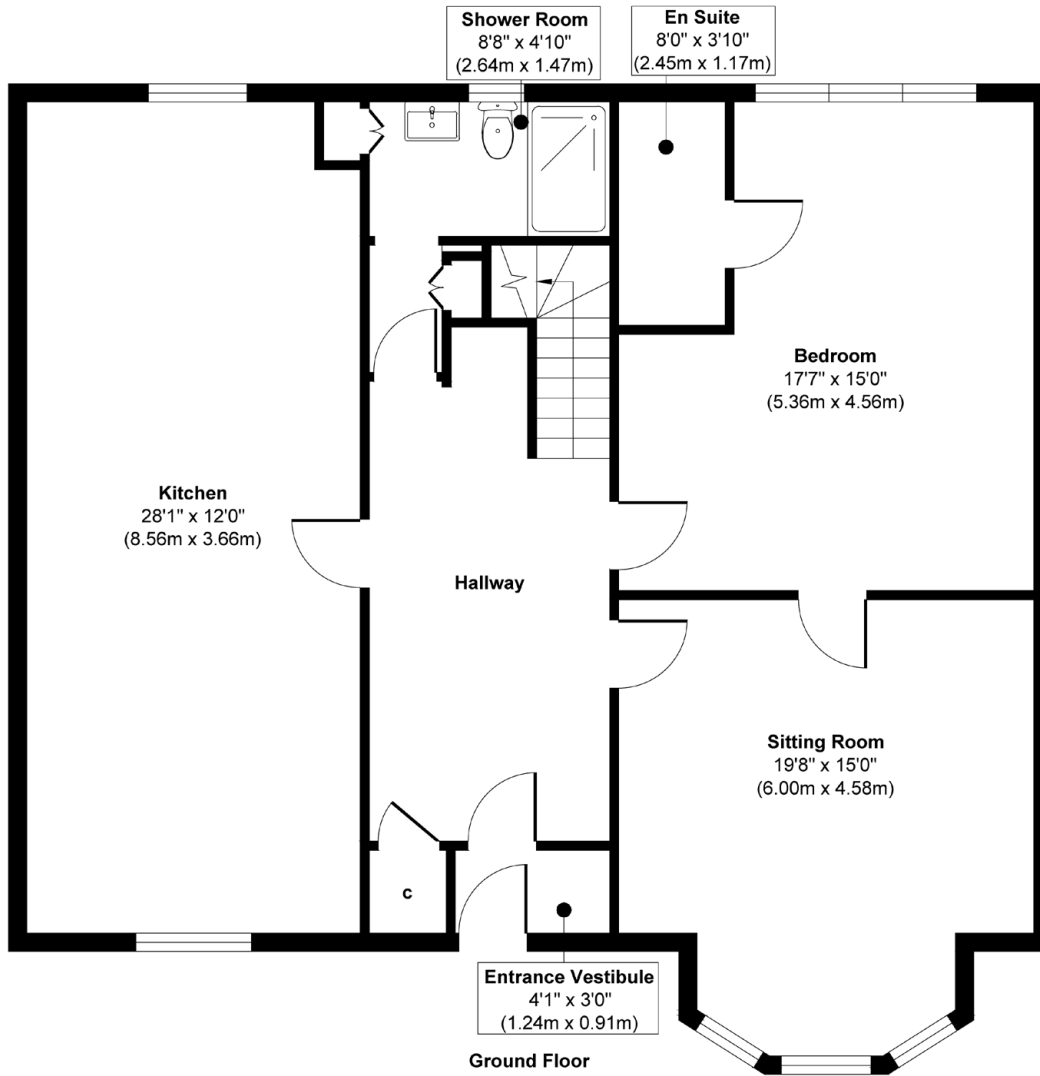 Shower Room
8'8" x 4'10"
(2.64m x 1.47m)
En Suite
8'0" x 3'10"
(2.45m x 1.17m)
Bedroom
17'7" x 15'0"
(5.36m x 4.56m)
Kitchen
28'1" x 12'0"
(8.56m x 3.66m)
Hallway
Sitting Room
19'8" x 15'0"
(6.00m x 4.58m)
c
Entrance Vestibule
4'1" x 3'0"
(1.24m x 0.91m)
Ground Floor